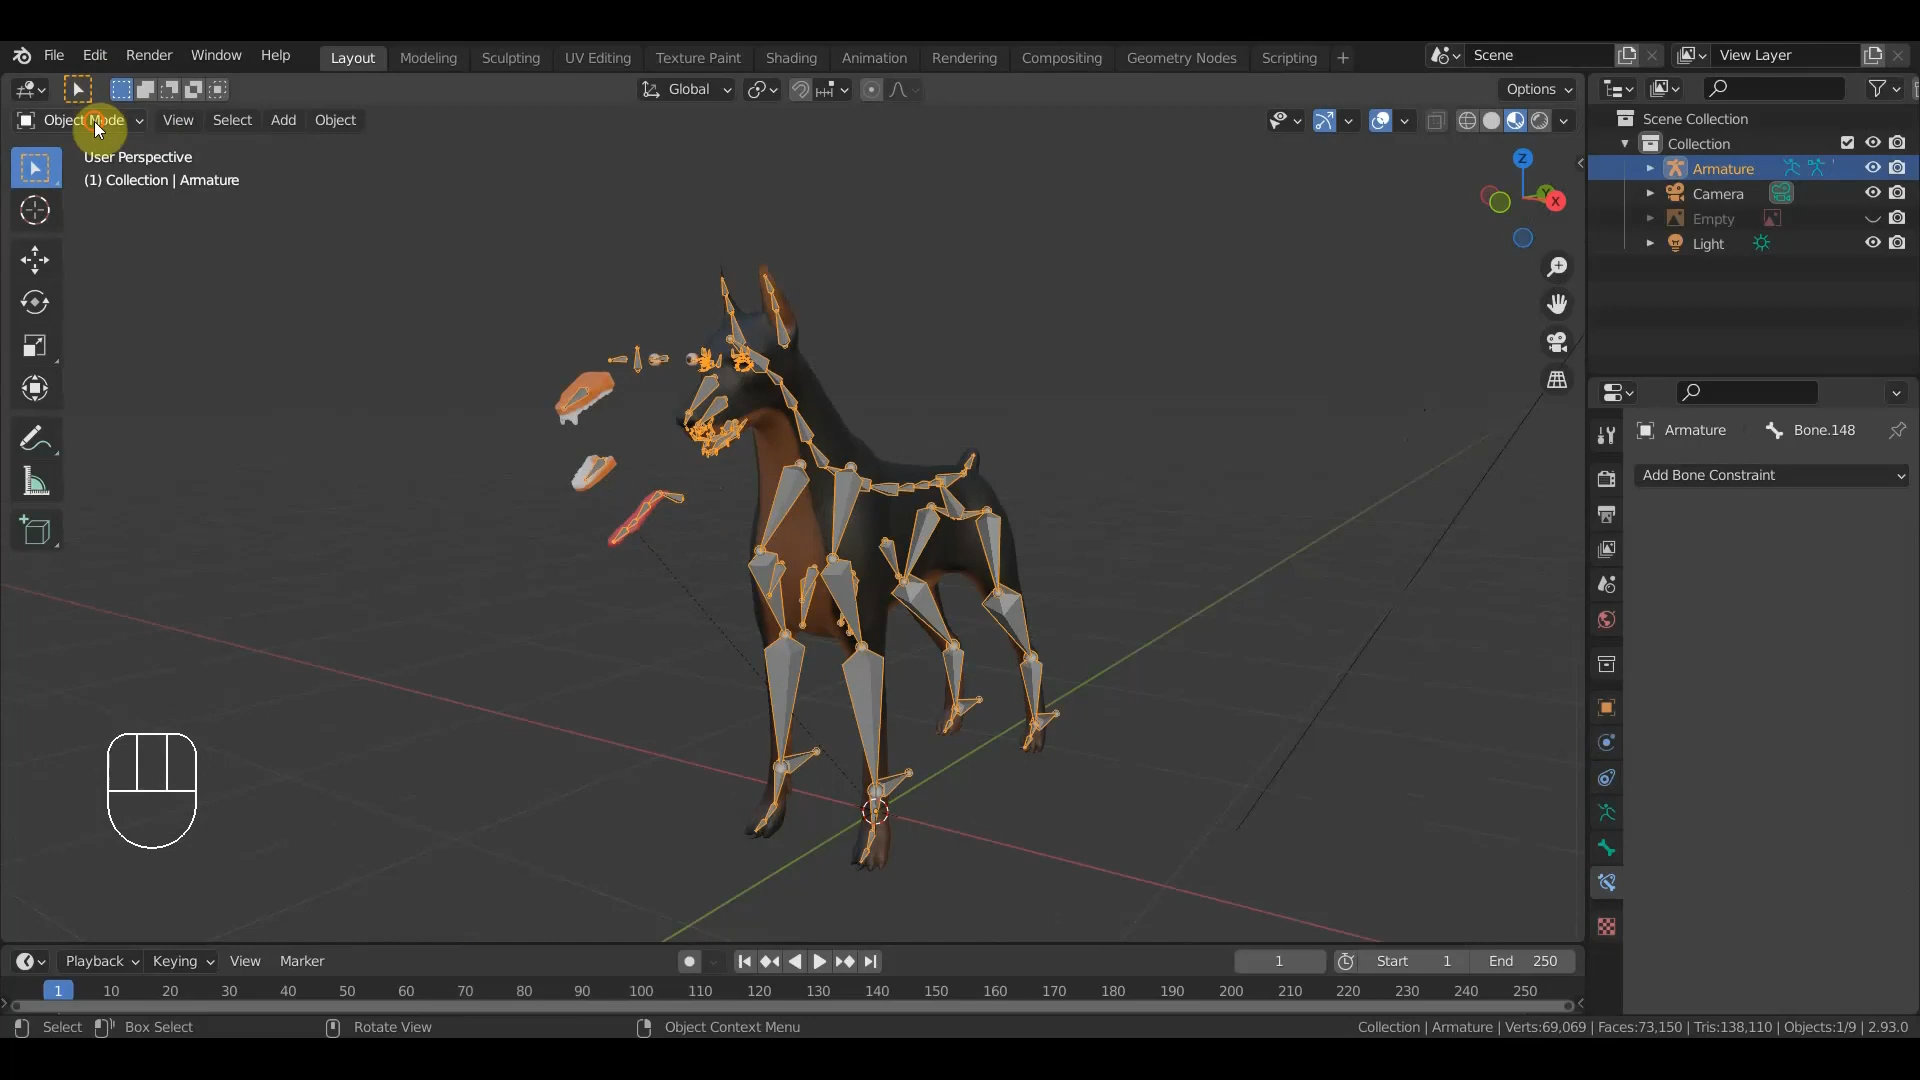 File Edit Render Window Help Layout Modeling Sculpting UV Editing Texture Paint Shading Animation Rendering Compositing Geometry Nodes Scripting + Scene View Layer
Global Options
Object Mode View Select Add Object
User Perspective
(1) Collection | Armature
Z
Y
X
Scene Collection
Collection
Armature
Camera
Empty
Light
Armature Bone.148
Add Bone Constraint
Playback Keying View Marker 1 Start 1 End 250
1 10 20 30 40 50 60 70 80 90 100 110 120 130 140 150 160 170 180 190 200 210 220 230 240 250
Select Box Select Rotate View Object Context Menu Collection | Armature | Verts:69,069 | Faces:73,150 | Tris:138,110 | Objects:1/9 | 2.93.0